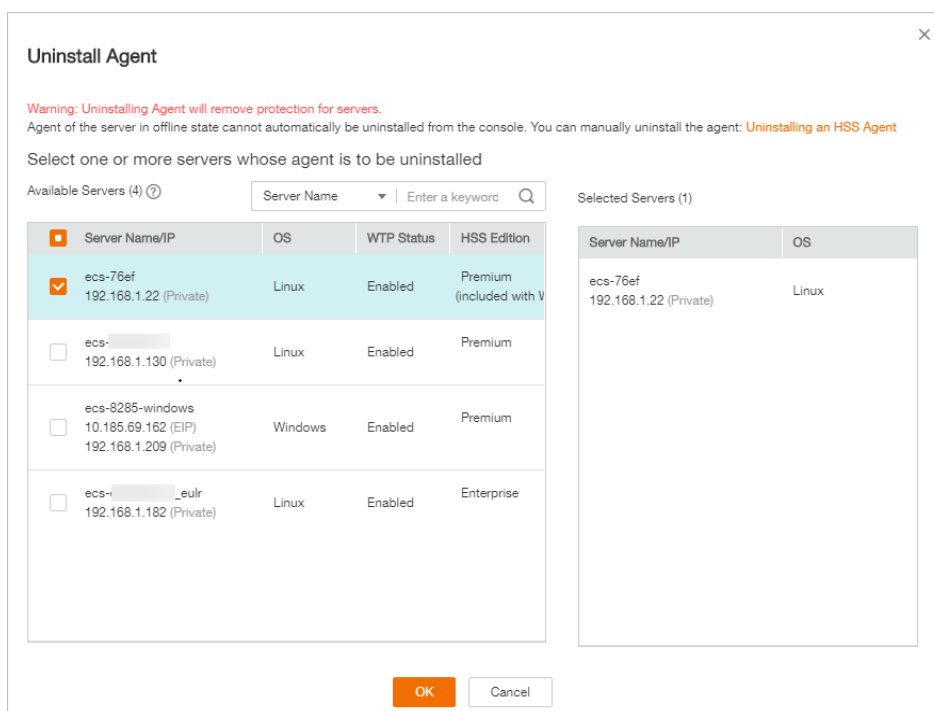 Uninstall Agent
Warning: Uninstalling Agent will remove protection for servers.
Agent of the server in offline state cannot automatically be uninstalled from the console. You can manually uninstall the agent: Uninstalling an HSS Agent
Select one or more servers whose agent is to be uninstalled
Available Servers (4) ?
Server Name
Enter a keyword
Selected Servers (1)
Server Name/IP OS WTP Status HSS Edition
ecs-76ef
192.168.1.22 (Private)
Linux
Enabled
Premium
(included with W
ecs-
192.168.1.130 (Private)
Linux
Enabled
Premium
ecs-8285-windows
10.185.69.162 (EIP)
192.168.1.209 (Private)
Windows
Enabled
Premium
ecs- _eulr
192.168.1.182 (Private)
Linux
Enabled
Enterprise
Server Name/IP OS
ecs-76ef
192.168.1.22 (Private)
Linux
OK
Cancel